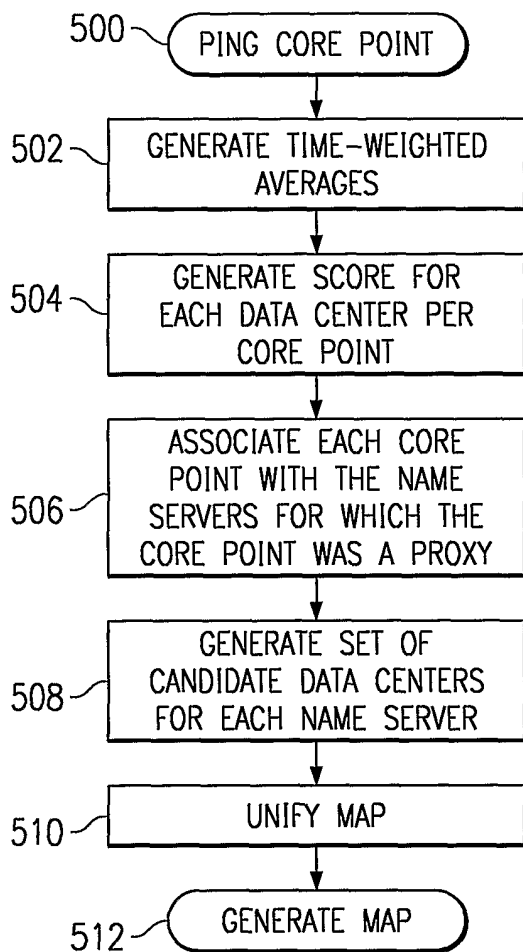 500
PING CORE POINT
502
GENERATE TIME-WEIGHTED
AVERAGES
504
GENERATE SCORE FOR
EACH DATA CENTER PER
CORE POINT
506
ASSOCIATE EACH CORE
POINT WITH THE NAME
SERVERS FOR WHICH THE
CORE POINT WAS A PROXY
508
GENERATE SET OF
CANDIDATE DATA CENTERS
FOR EACH NAME SERVER
510
UNIFY MAP
512
GENERATE MAP